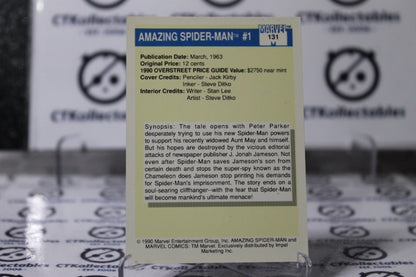 AMAZING SPIDER-MAN™ #1
MARVEL
131
Publication Date: March, 1963
Original Price: 12 cents
1990 OVERSTREET PRICE GUIDE Value: $2750 near mint
Cover Credits: Penciler - Jack Kirby
Inker - Steve Ditko
Interior Credits: Writer - Stan Lee
Artist - Steve Ditko
Synopsis: The tale opens with Peter Parker
desperately trying to use his new Spider-Man powers
to support his recently widowed Aunt May and himself.
But his hopes are destroyed by the vicious editorial
attacks of newspaper publisher J. Jonah Jameson. Not
even after Spider-Man saves Jameson's son from
certain death and stops the super-spy known as the
Chameleon does Jameson stop printing his demands
for Spider-Man's imprisonment. The story ends on a
soul-searing cliffhanger--with the fear that Spider-Man
will become mankind's ultimate menace!
© 1990 Marvel Entertainment Group, Inc. AMAZING SPIDER-MAN and
MARVEL COMICS: TM Marvel. Exclusively distributed by Impel
Marketing Inc.
CTKollectables